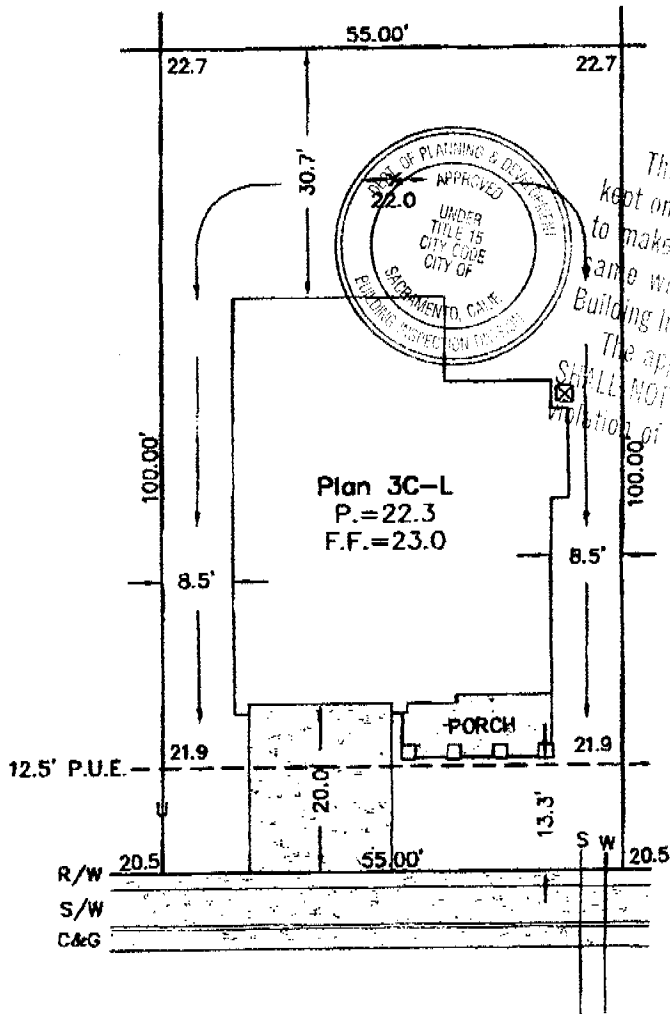 55.00'
22.7
22.7
30.7'
DEPT. OF PLANNING & DEVELOPMENT
APPROVED
22.0
UNDER
TITLE 15
CITY CODE
CITY OF
SACRAMENTO, CALIF.
BUILDING INSPECTION DIVISION
kept on
to make
same
Building
The
SHALL NOT
violation of
100.00'
100.00'
Plan 3C-L
P.=22.3
F.F.=23.0
8.5'
8.5'
PORCH
12.5' P.U.E.
21.9
21.9
20.0'
13.3'
S W
20.5
55.00'
20.5
R/W
S/W
C&G